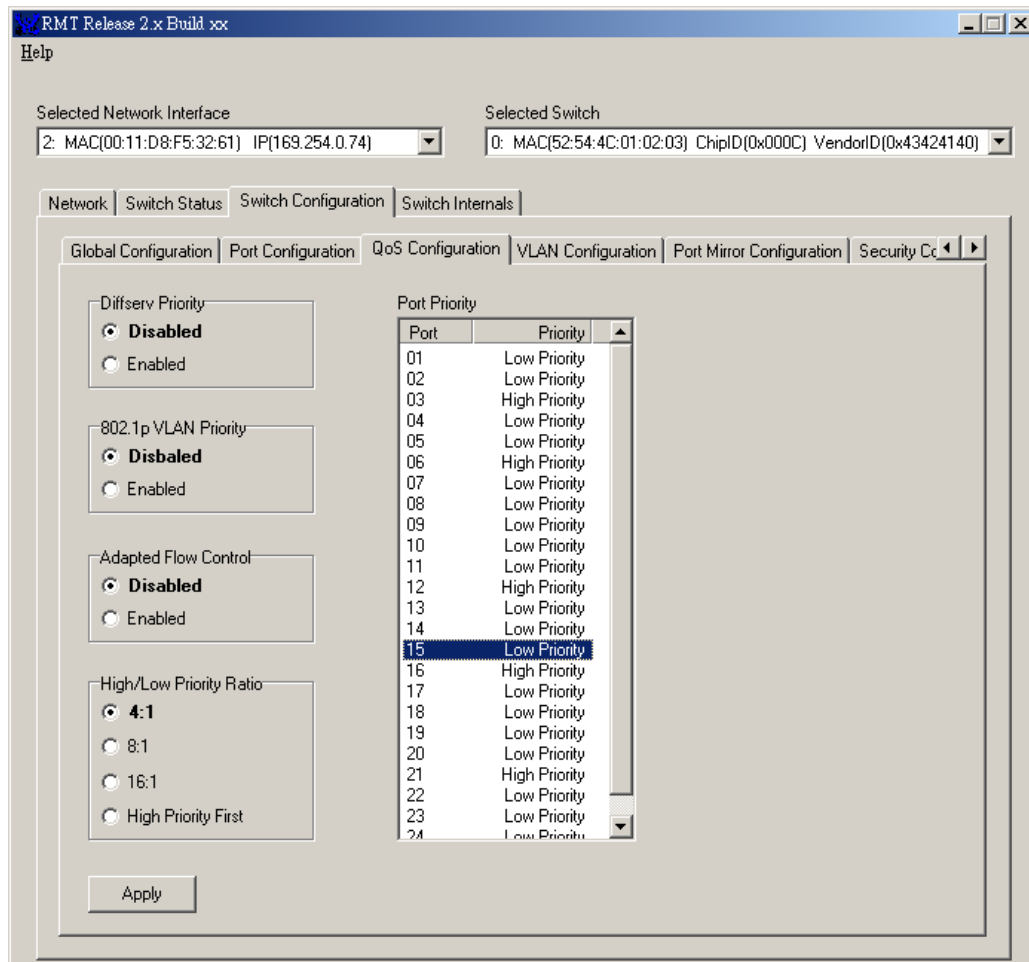 RMT Release 2.x Build xx
Help
Selected Network Interface
Selected Switch
2: MAC(00:11:D8:F5:32:61) IP(169.254.0.74)
0: MAC(52:54:4C:01:02:03) ChipID(0x000C) VendorID(0x43424140)
Network
Switch Status
Switch Configuration
Switch Internals
Global Configuration
Port Configuration
QoS Configuration
VLAN Configuration
Port Mirror Configuration
Security Cc
Diffserv Priority
Disabled
Enabled
802.1p VLAN Priority
Disbaled
Enabled
Adapted Flow Control
Disabled
Enabled
High/Low Priority Ratio
4:1
8:1
16:1
High Priority First
Apply
Port Priority
Port Priority
01 Low Priority
02 Low Priority
03 High Priority
04 Low Priority
05 Low Priority
06 High Priority
07 Low Priority
08 Low Priority
09 Low Priority
10 Low Priority
11 Low Priority
12 High Priority
13 Low Priority
14 Low Priority
15 Low Priority
16 High Priority
17 Low Priority
18 Low Priority
19 Low Priority
20 Low Priority
21 High Priority
22 Low Priority
23 Low Priority
24 Low Priority